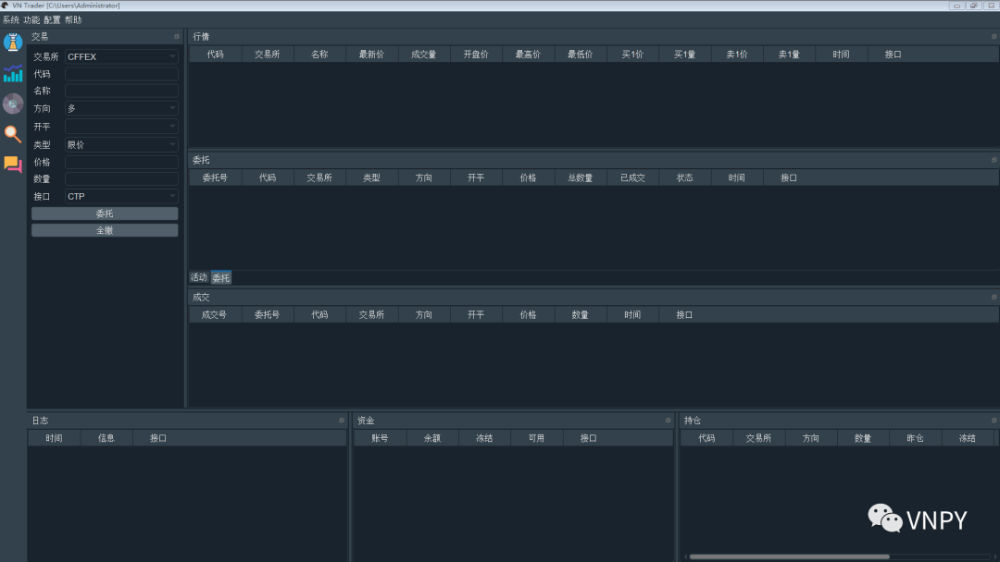 VN Trader [C:\Users\Administrator]
系统 功能 配置 帮助
交易
交易所 CFFEX
代码
名称
方向 多
开平
类型 限价
价格
数量
接口 CTP
委托
全撤
行情
代码 交易所 名称 最新价 成交量 开盘价 最高价 最低价 买1价 买1量 卖1价 卖1量 时间 接口
委托
委托号 代码 交易所 类型 方向 开平 价格 总数量 已成交 状态 时间 接口
活动 委托
成交
成交号 委托号 代码 交易所 方向 开平 价格 数量 时间 接口
日志
时间 信息 接口
资金
账号 余额 冻结 可用 接口
持仓
代码 交易所 方向 数量 昨仓 冻结
VNPY